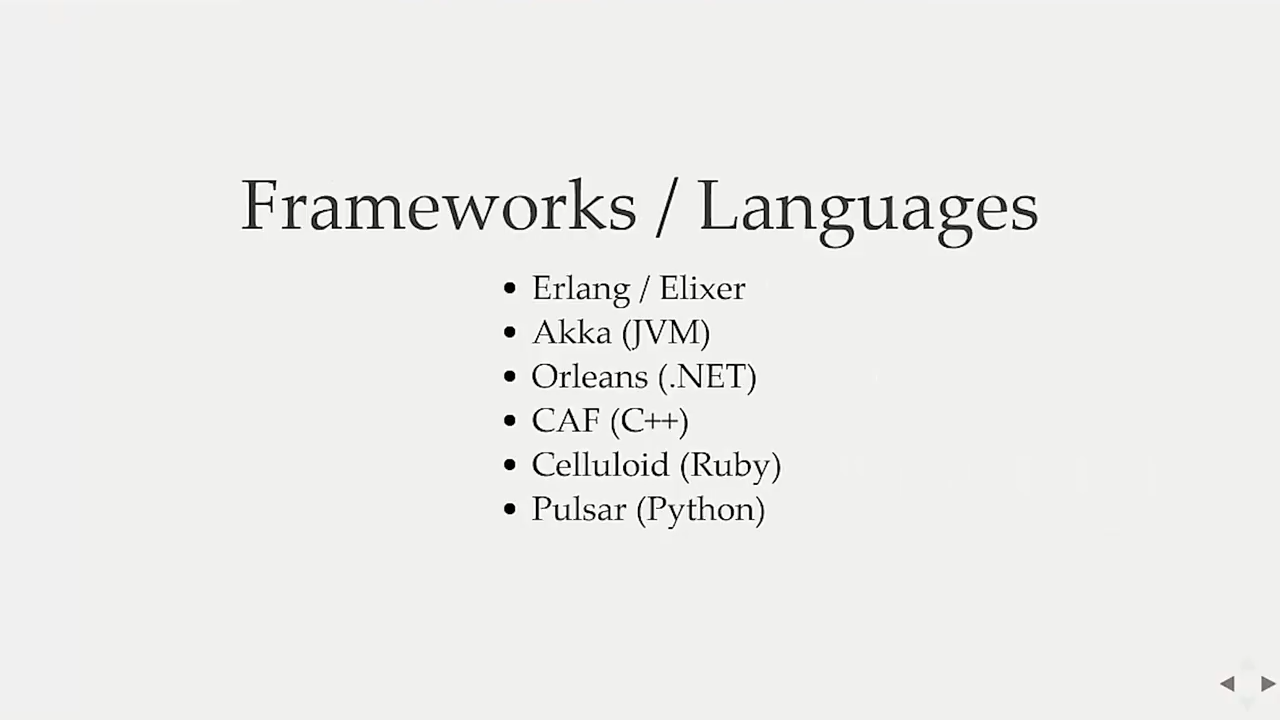 Frameworks / Languages
• Erlang / Elixer
• Akka (JVM)
• Orleans (.NET)
• CAF (C++)
• Celluloid (Ruby)
• Pulsar (Python)